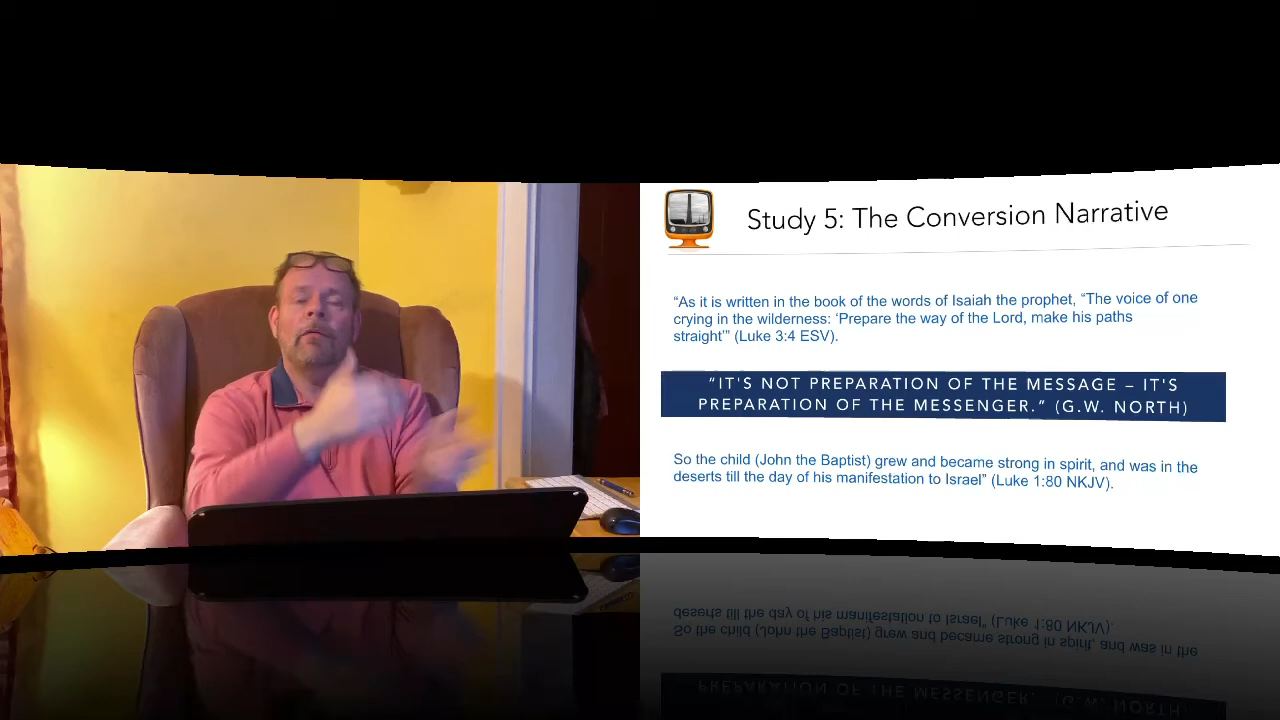 Study 5: The Conversion Narrative
“As it is written in the book of the words of Isaiah the prophet, “The voice of one
crying in the wilderness: ‘Prepare the way of the Lord, make his paths
straight’” (Luke 3:4 ESV).
“IT'S NOT PREPARATION OF THE MESSAGE – IT'S
PREPARATION OF THE MESSENGER.” (G.W. NORTH)
So the child (John the Baptist) grew and became strong in spirit, and was in the
deserts till the day of his manifestation to Israel” (Luke 1:80 NKJV).